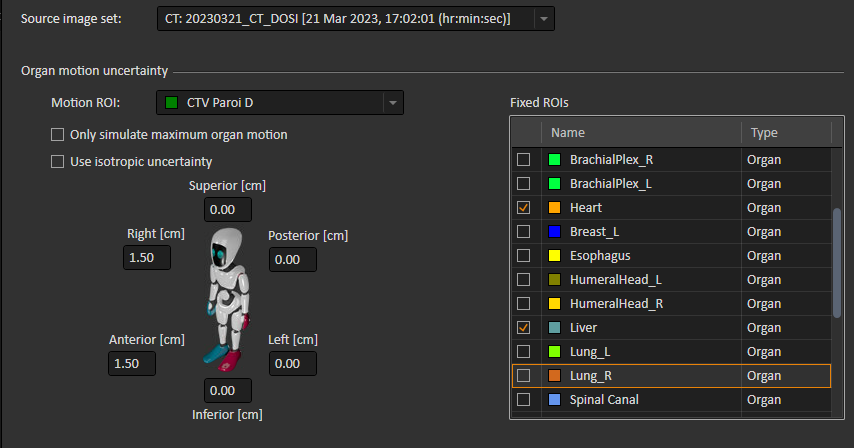 Source image set: CT: 20230321_CT_DOSI [21 Mar 2023, 17:02:01 (hr:min:sec)]
Organ motion uncertainty
Motion ROI: CTV Paroi D
Only simulate maximum organ motion
Use isotropic uncertainty
Superior [cm]
0.00
Right [cm]
1.50
Posterior [cm]
0.00
Anterior [cm]
1.50
Left [cm]
0.00
0.00
Inferior [cm]
Fixed ROIs
Name Type
BrachialPlex_R Organ
BrachialPlex_L Organ
Heart Organ
Breast_L Organ
Esophagus Organ
HumeralHead_L Organ
HumeralHead_R Organ
Liver Organ
Lung_L Organ
Lung_R Organ
Spinal Canal Organ